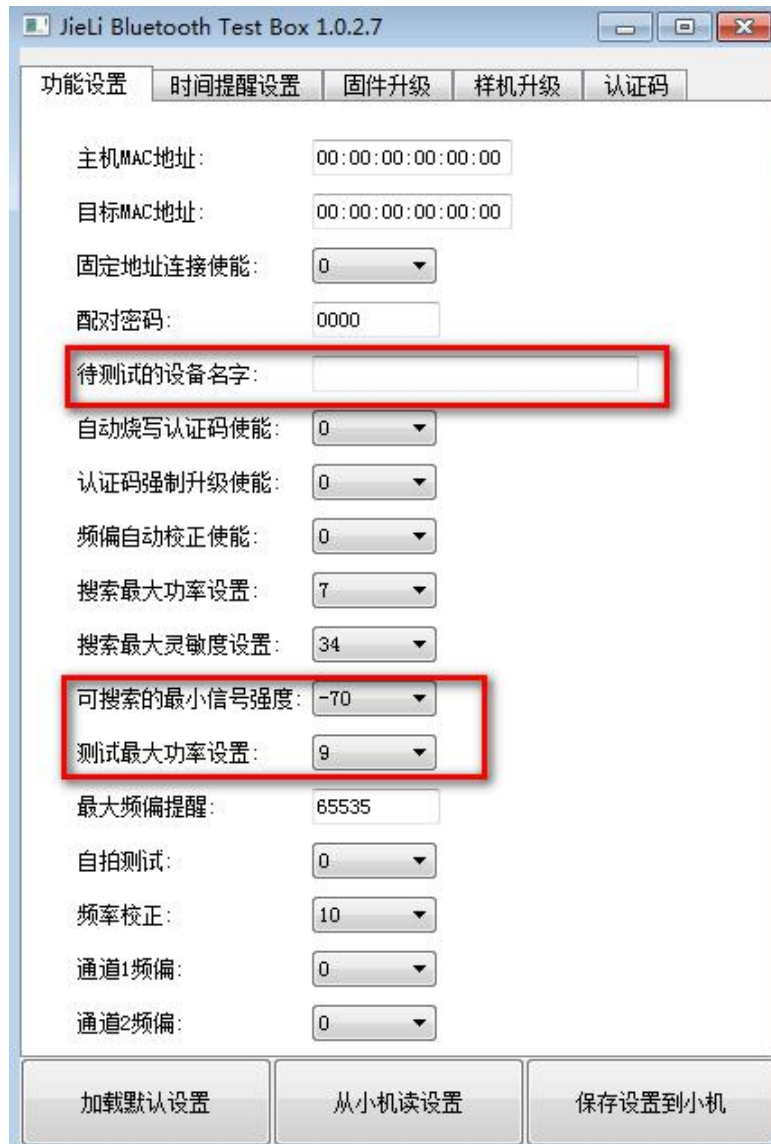 JieLi Bluetooth Test Box 1.0.2.7
功能设置 时间提醒设置 固件升级 样机升级 认证码
主机MAC地址: 00:00:00:00:00:00
目标MAC地址: 00:00:00:00:00:00
固定地址连接使能: 0
配对密码: 0000
待测试的设备名字:
自动烧写认证码使能: 0
认证码强制升级使能: 0
频偏自动校正使能: 0
搜索最大功率设置: 7
搜索最大灵敏度设置: 34
可搜索的最小信号强度: -70
测试最大功率设置: 9
最大频偏提醒: 65535
自拍测试: 0
频率校正: 10
通道1频偏: 0
通道2频偏: 0
加载默认设置 从小机读设置 保存设置到小机